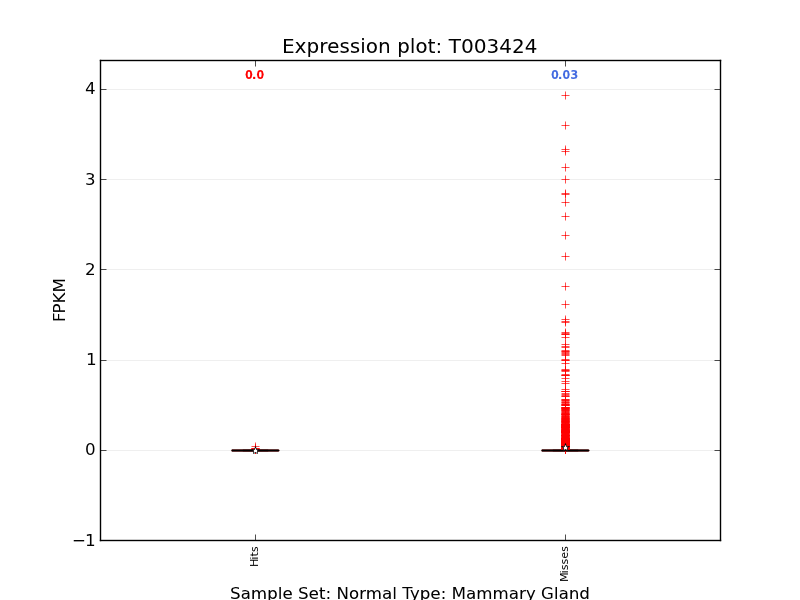 Expression plot: T003424
0.0 0.03
4
3
2
1
0
−1
FPKM
Hits
Misses
Sample Set: Normal Type: Mammary Gland